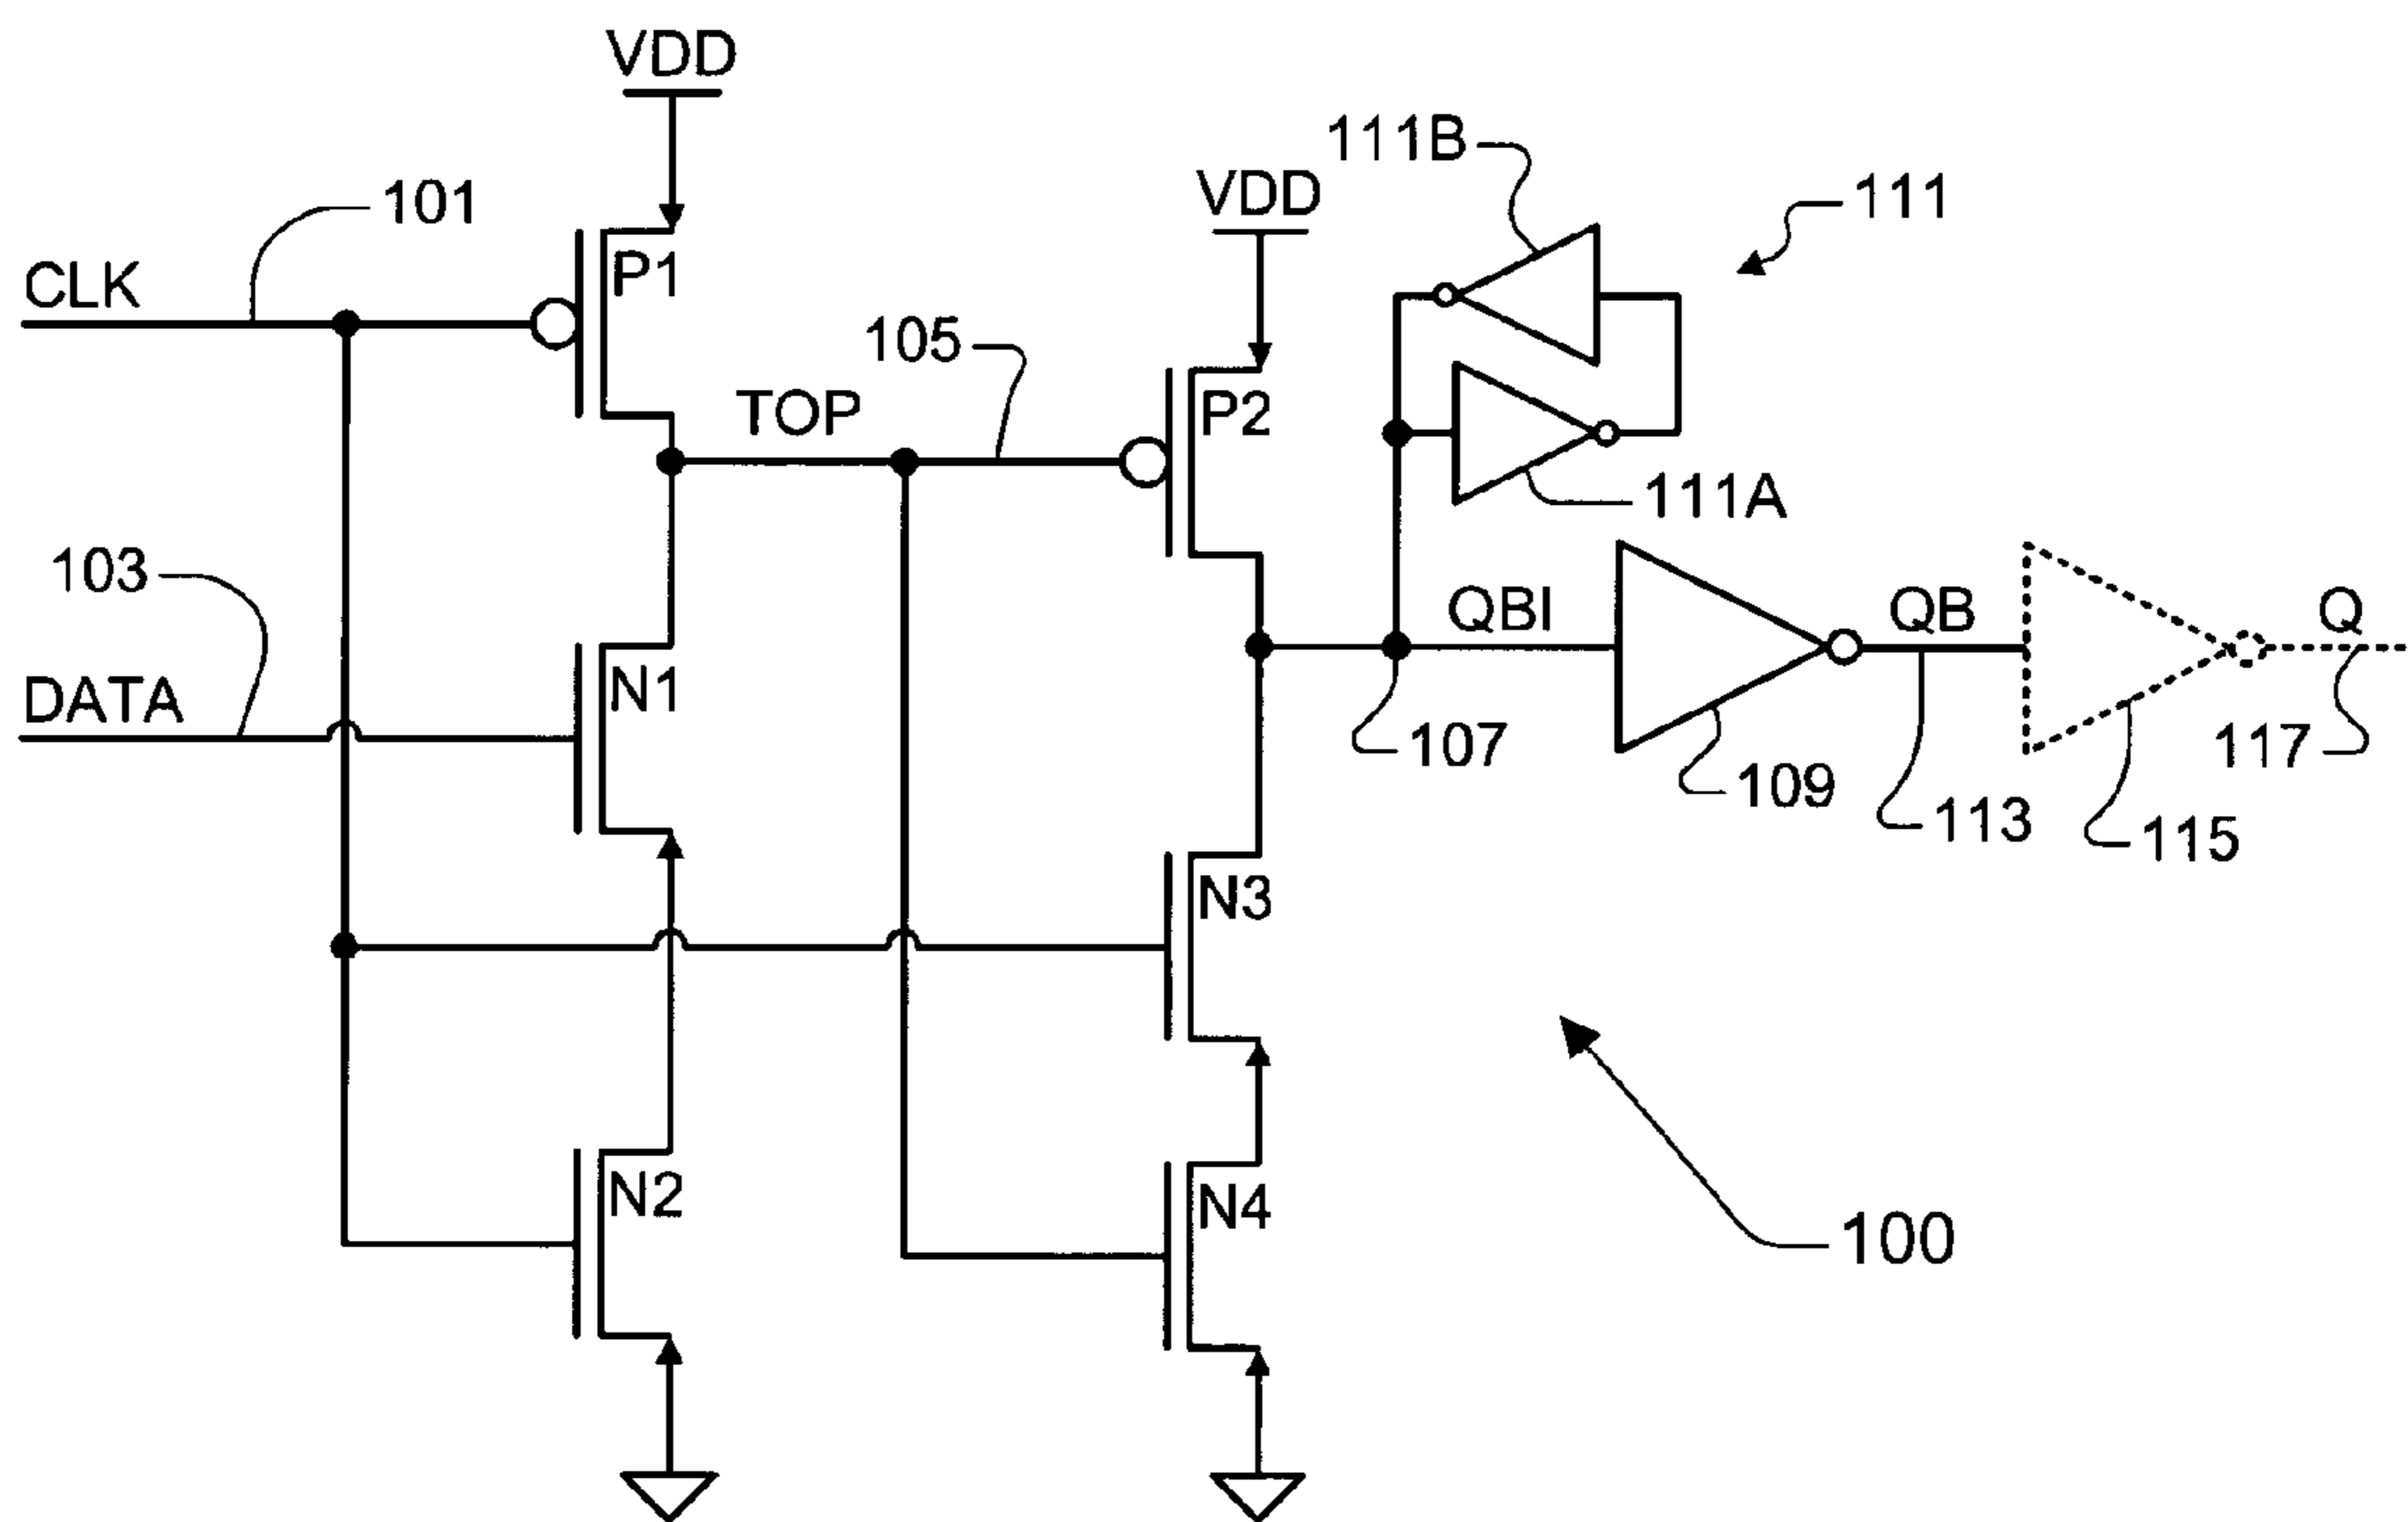 VDD
111B
VDD
111
101
CLK
P1
105
TOP
P2
111A
103
QBI
QB
Q
DATA
N1
107
109
117
113
115
N3
N2
N4
100